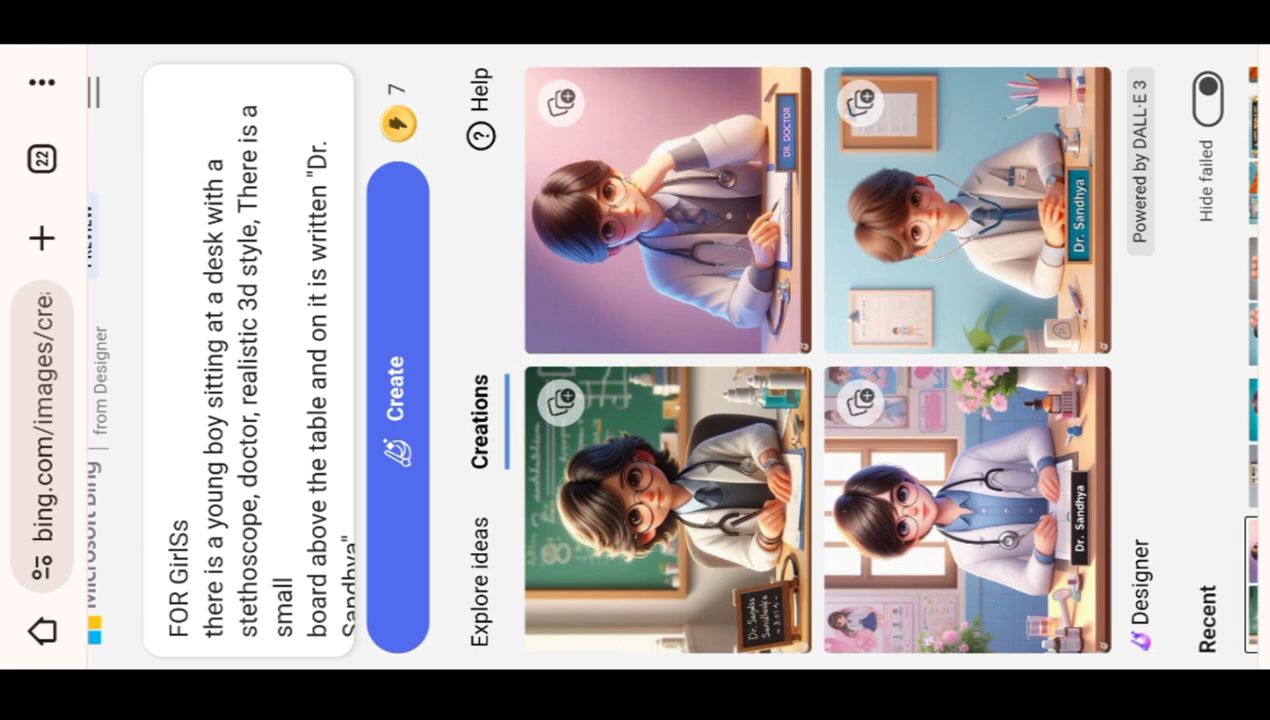 bing.com/images/cre
22
Microsoft Bing | from Designer
FOR GirlSs
there is a young boy sitting at a desk with a
stethoscope, doctor, realistic 3d style, There is a
small
board above the table and on it is written "Dr.
Sandhya"
Create
7
Explore ideas
Creations
Help
DR. DOCTOR
Dr. Sandhya
Dr. Sandhya
Designer
Powered by DALL·E 3
Recent
Hide failed